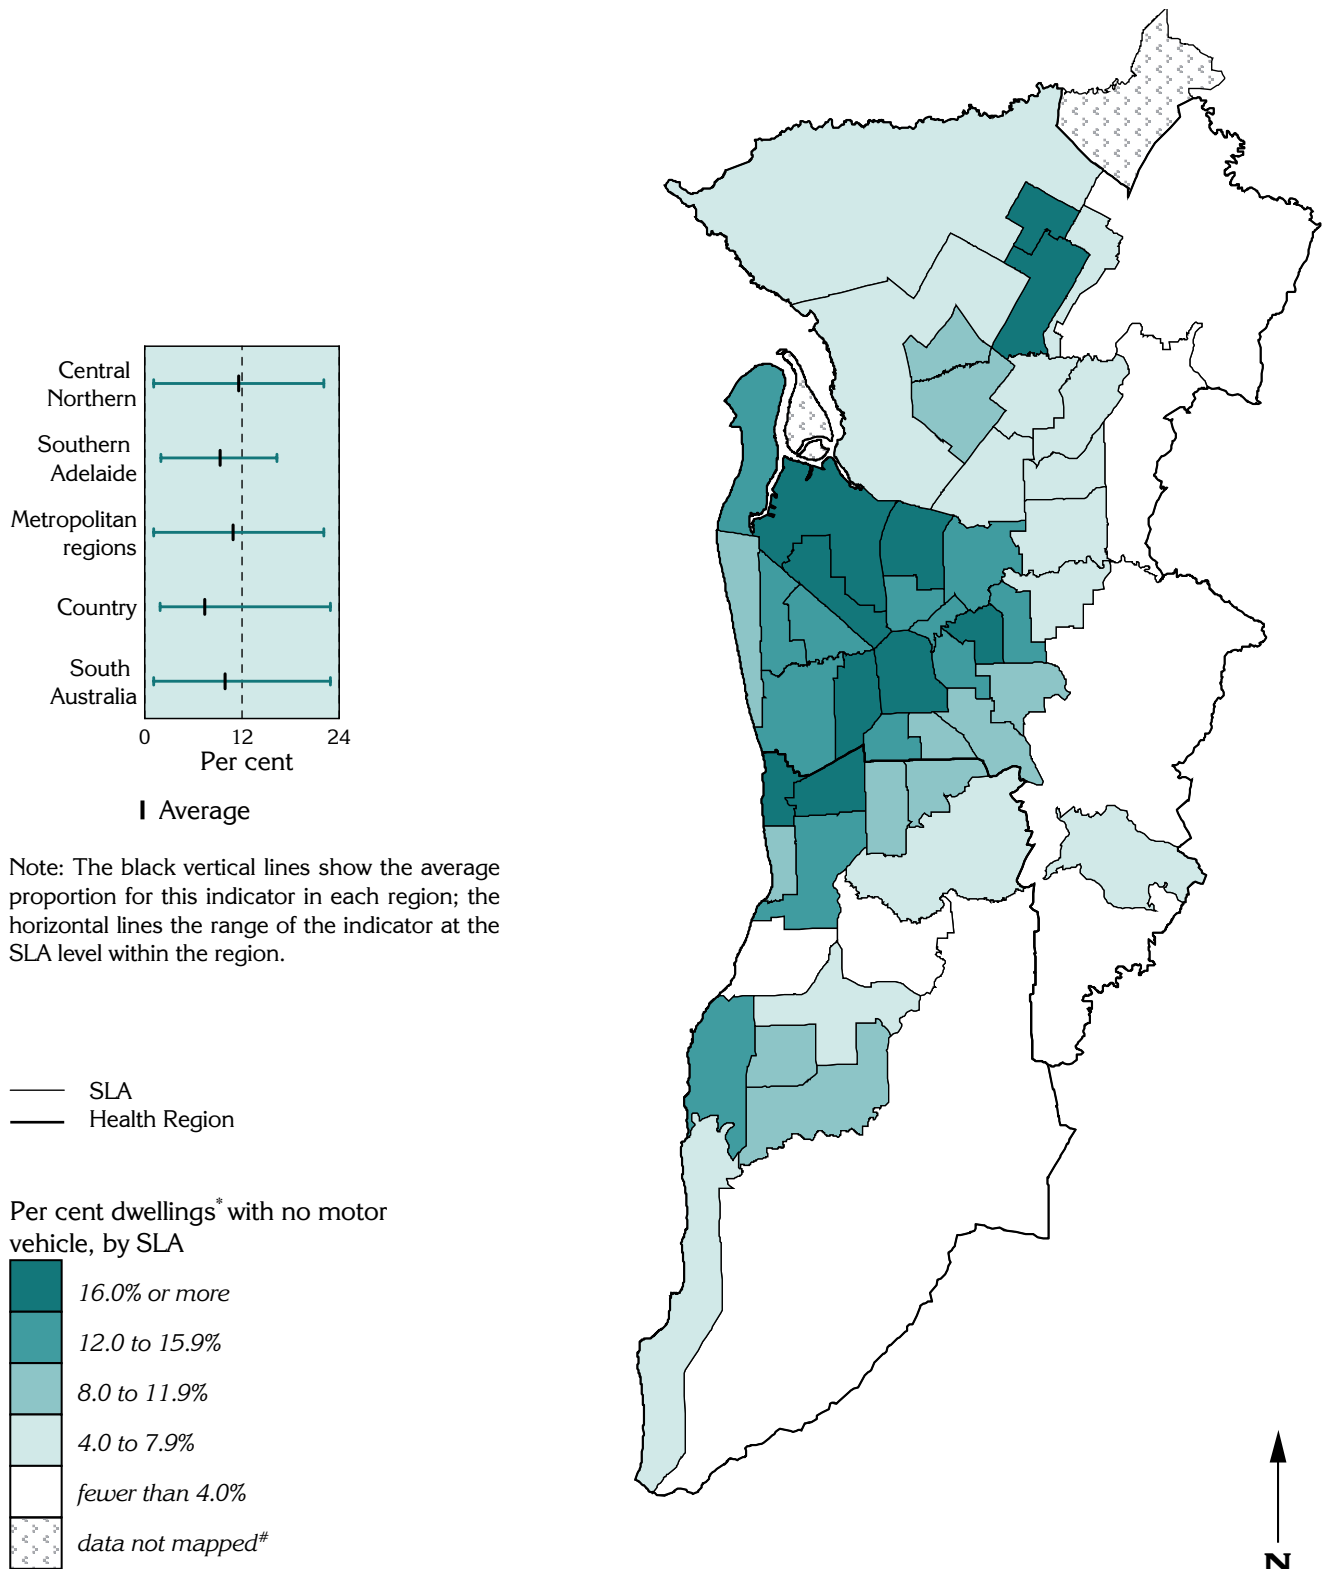 Central
Northern
Southern
Adelaide
Metropolitan
regions
Country
South
Australia
0 12 24
Per cent
Average
Note: The black vertical lines show the average
proportion for this indicator in each region; the
horizontal lines the range of the indicator at the
SLA level within the region.
SLA
Health Region
Per cent dwellings* with no motor
vehicle, by SLA
16.0% or more
12.0 to 15.9%
8.0 to 11.9%
4.0 to 7.9%
fewer than 4.0%
data not mapped#
N